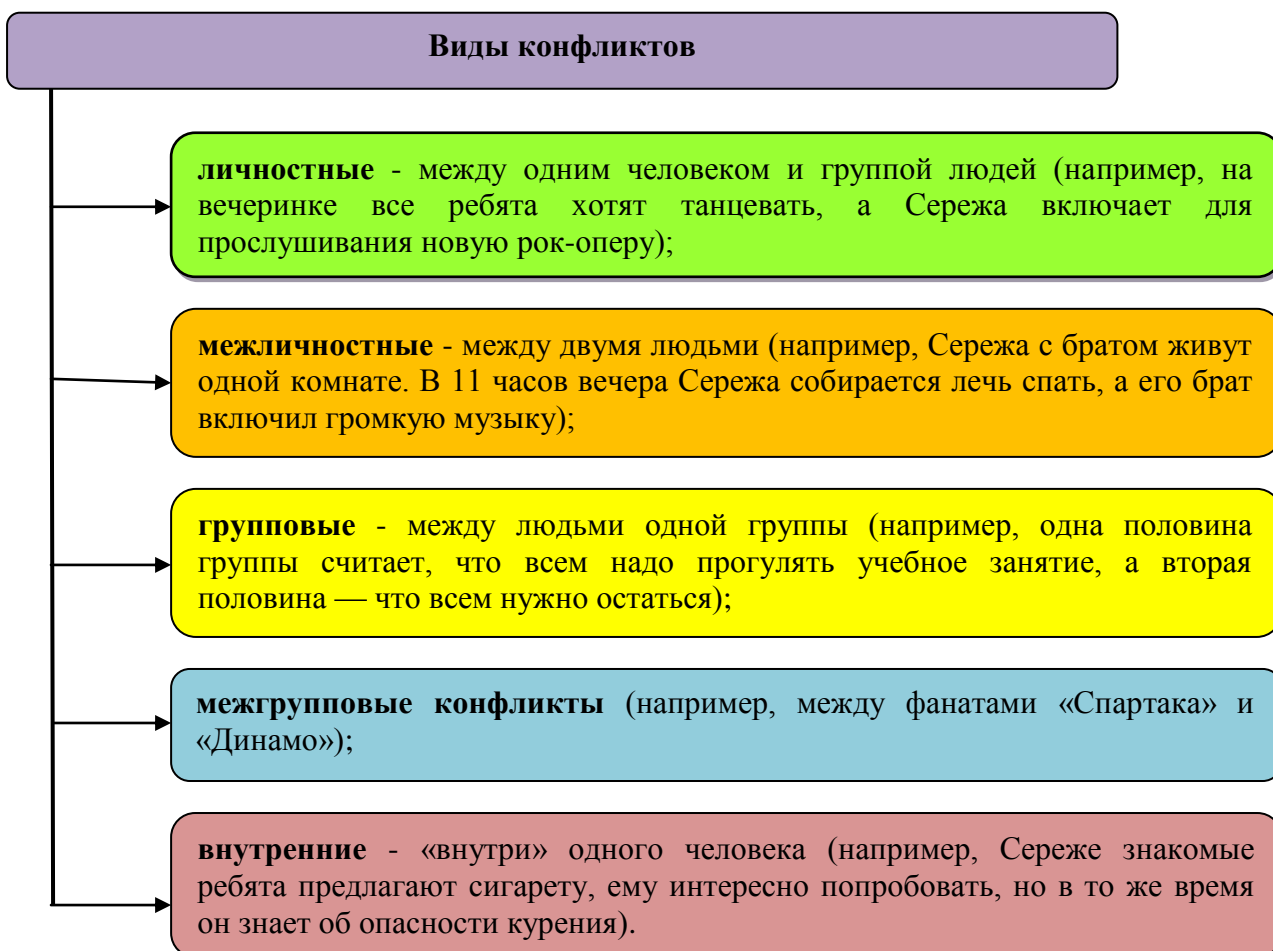 Виды конфликтов
личностные - между одним человеком и группой людей (например, на
вечеринке все ребята хотят танцевать, а Сережа включает для
прослушивания новую рок-оперу);
межличностные - между двумя людьми (например, Сережа с братом живут
одной комнате. В 11 часов вечера Сережа собирается лечь спать, а его брат
включил громкую музыку);
групповые - между людьми одной группы (например, одна половина
группы считает, что всем надо прогулять учебное занятие, а вторая
половина — что всем нужно остаться);
межгрупповые конфликты (например, между фанатами «Спартака» и
«Динамо»);
внутренние - «внутри» одного человека (например, Сереже знакомые
ребята предлагают сигарету, ему интересно попробовать, но в то же время
он знает об опасности курения).